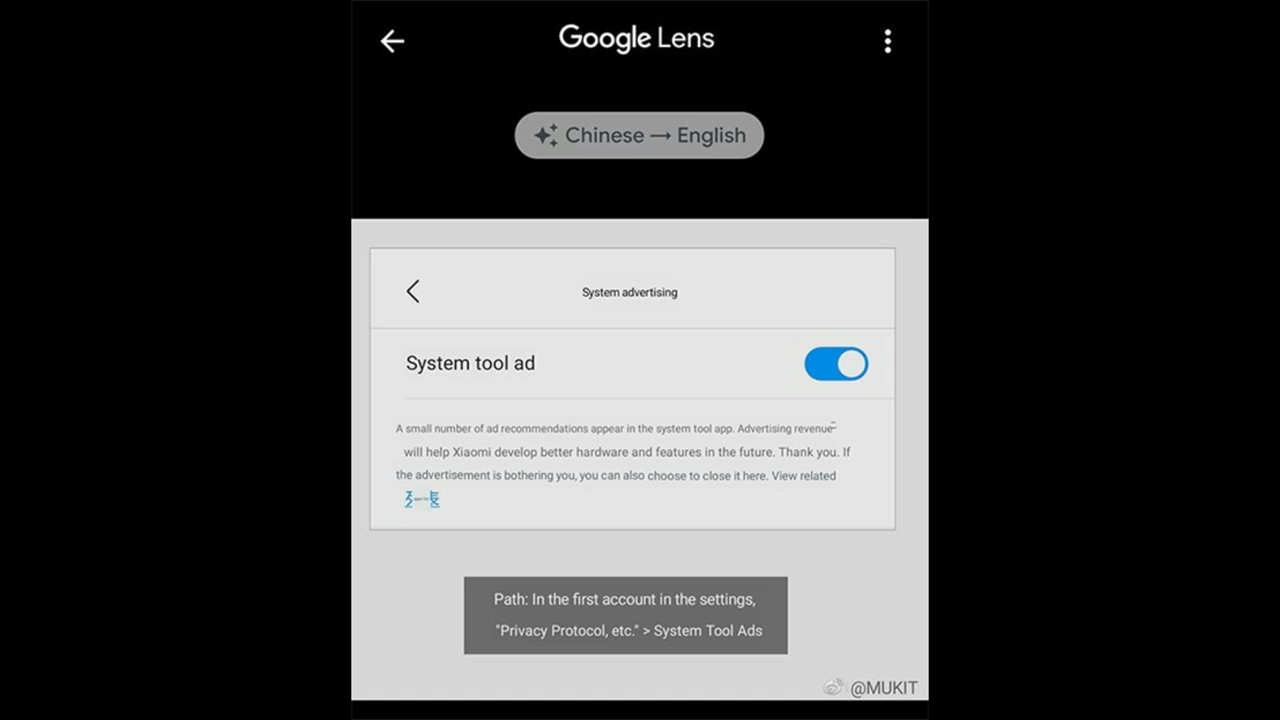 Google Lens
Chinese → English
System advertising
System tool ad
A small number of ad recommendations appear in the system tool app. Advertising revenue
will help Xiaomi develop better hardware and features in the future. Thank you. If
the advertisement is bothering you, you can also choose to close it here. View related
Path: In the first account in the settings,
"Privacy Protocol, etc." > System Tool Ads
@MUKIT